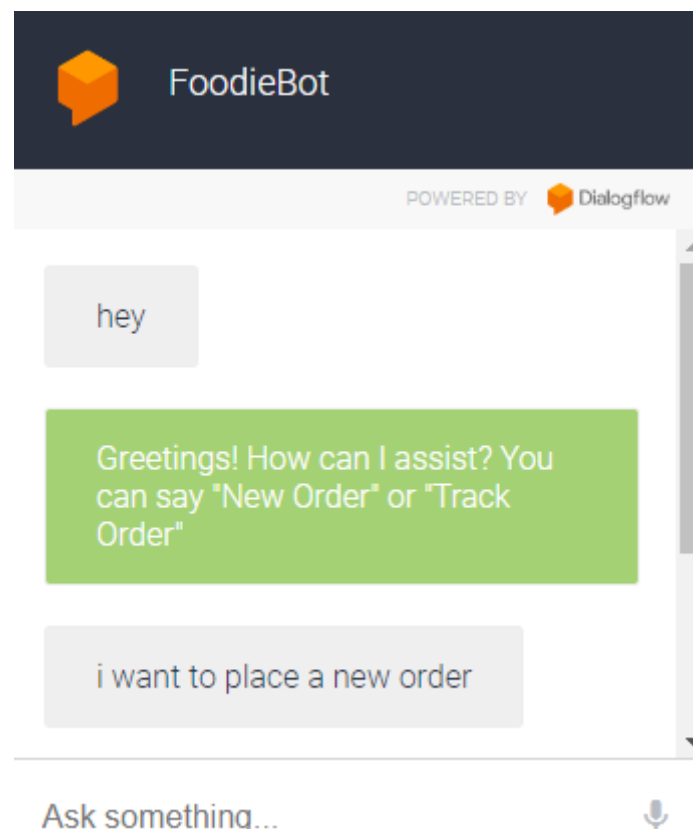 FoodieBot
POWERED BY Dialogflow
hey
Greetings! How can I assist? You
can say "New Order" or "Track
Order"
i want to place a new order
Ask something...